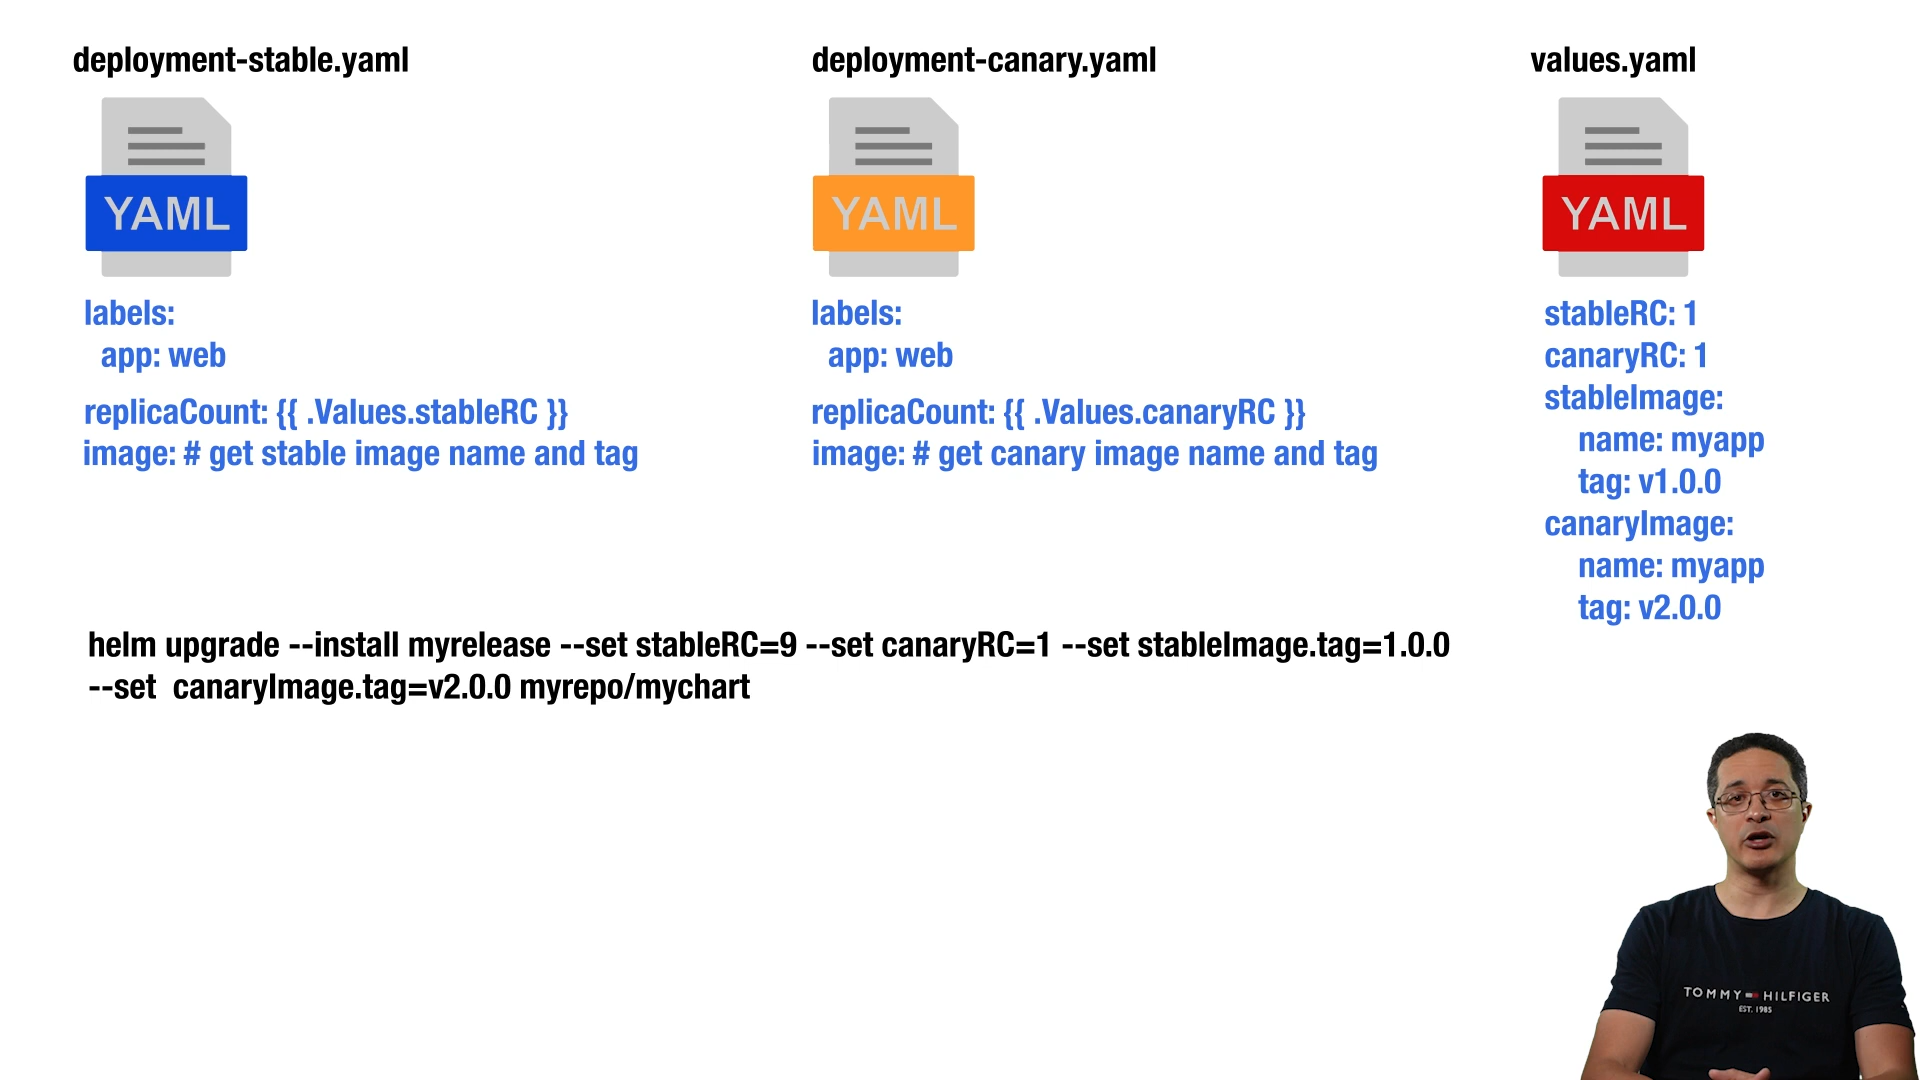 deployment-stable.yaml
YAML
labels:
app: web
replicaCount: {{ .Values.stableRC }}
image: # get stable image name and tag
deployment-canary.yaml
YAML
labels:
app: web
replicaCount: {{ .Values.canaryRC }}
image: # get canary image name and tag
values.yaml
YAML
stableRC: 1
canaryRC: 1
stableImage:
name: myapp
tag: v1.0.0
canaryImage:
name: myapp
tag: v2.0.0
helm upgrade --install myrelease --set stableRC=9 --set canaryRC=1 --set stableImage.tag=1.0.0
--set canaryImage.tag=v2.0.0 myrepo/mychart
TOMMY HILFIGER
EST. 1985